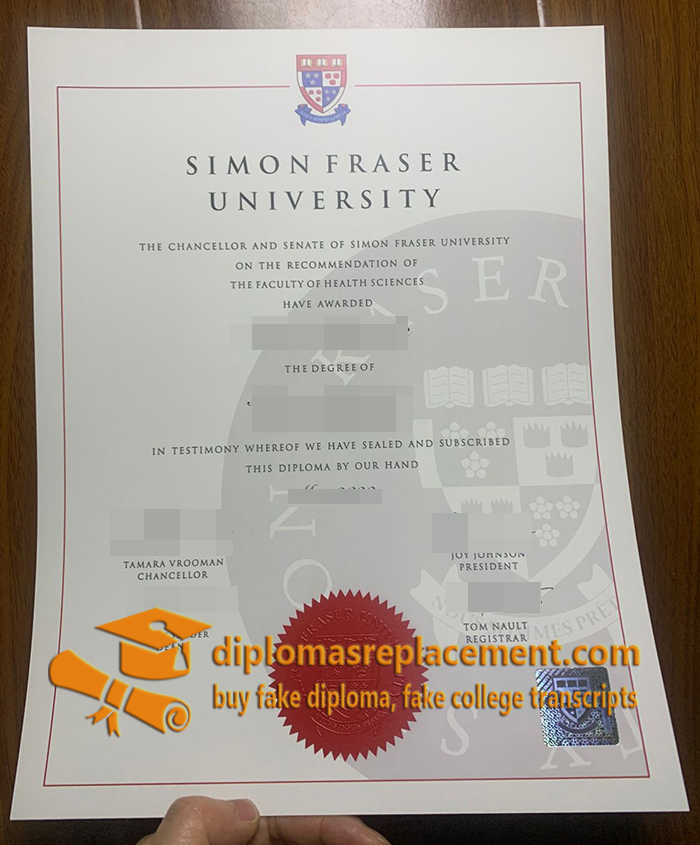 SIMON FRASER
UNIVERSITY
THE CHANCELLOR AND SENATE OF SIMON FRASER UNIVERSITY
ON THE RECOMMENDATION OF
THE FACULTY OF HEALTH SCIENCES
HAVE AWARDED
THE DEGREE OF
IN TESTIMONY WHEREOF WE HAVE SEALED AND SUBSCRIBED
THIS DIPLOMA BY OUR HAND
TAMARA VROOMAN
CHANCELLOR
JOY JOHNSON
PRESIDENT
TOM NAULT
REGISTRAR
diplomasreplacement.com
buy fake diploma, fake college transcripts